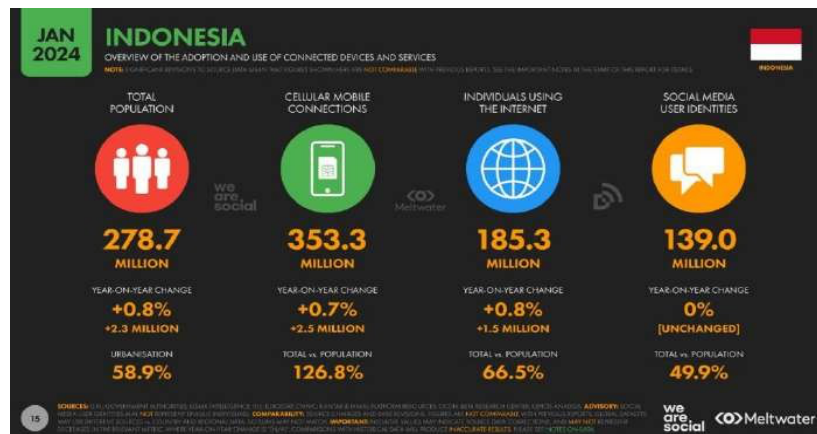 JAN
2024
INDONESIA
OVERVIEW OF THE ADOPTION AND USE OF CONNECTED DEVICES AND SERVICES
INDONESIA
TOTAL
POPULATION
278.7
MILLION
YEAR-ON-YEAR CHANGE
+0.8%
+2.3 MILLION
URBANISATION
58.9%
CELLULAR MOBILE
CONNECTIONS
353.3
MILLION
YEAR-ON-YEAR CHANGE
+0.7%
+2.5 MILLION
TOTAL vs. POPULATION
126.8%
INDIVIDUALS USING
THE INTERNET
185.3
MILLION
YEAR-ON-YEAR CHANGE
+0.8%
+1.5 MILLION
TOTAL vs. POPULATION
66.5%
SOCIAL MEDIA
USER IDENTITIES
139.0
MILLION
YEAR-ON-YEAR CHANGE
0%
[UNCHANGED]
TOTAL vs. POPULATION
49.9%
we
are
social
Meltwater
15
SOURCES:
we
are
social
Meltwater